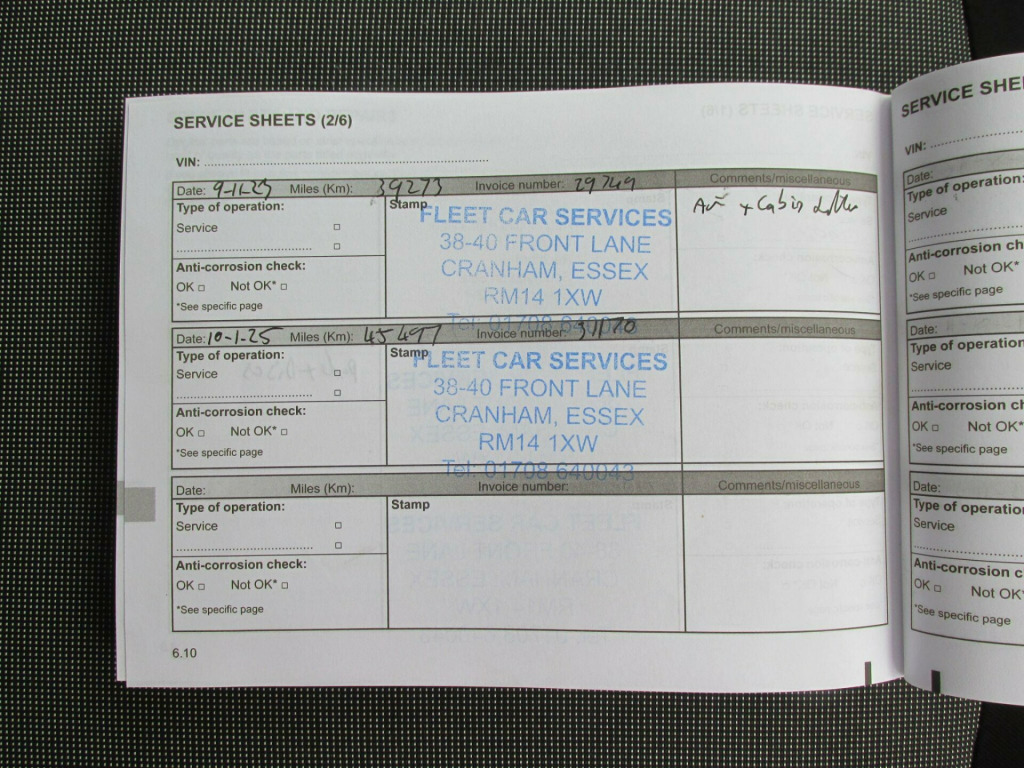 SERVICE SHEETS (2/6)
VIN:
Date: 9-11-23 Miles (Km): 39273 Invoice number: 29749 Comments/miscellaneous
Type of operation:
Service
Anti-corrosion check:
OK Not OK*
*See specific page
Stamp
FLEET CAR SERVICES
38-40 FRONT LANE
CRANHAM, ESSEX
RM14 1XW
Tel: 01708 640043
Air + Cabin
Date: 10-1-25 Miles (Km): 45497 Invoice number: 31170 Comments/miscellaneous
Type of operation:
Service
Anti-corrosion check:
OK Not OK*
*See specific page
Stamp
FLEET CAR SERVICES
38-40 FRONT LANE
CRANHAM, ESSEX
RM14 1XW
Tel: 01708 640043
Date: Miles (Km): Invoice number: Comments/miscellaneous
Type of operation:
Service
Anti-corrosion check:
OK Not OK*
*See specific page
Stamp
6.10
SERVICE
VIN:
Date:
Type of operation:
Service
Anti-corrosion
OK Not OK*
*See specific page
Date:
Type of operation:
Service
Anti-corrosion
OK Not OK*
*See specific page
Date:
Type of
Service
Anti-corrosion
OK Not OK*
*See specific page